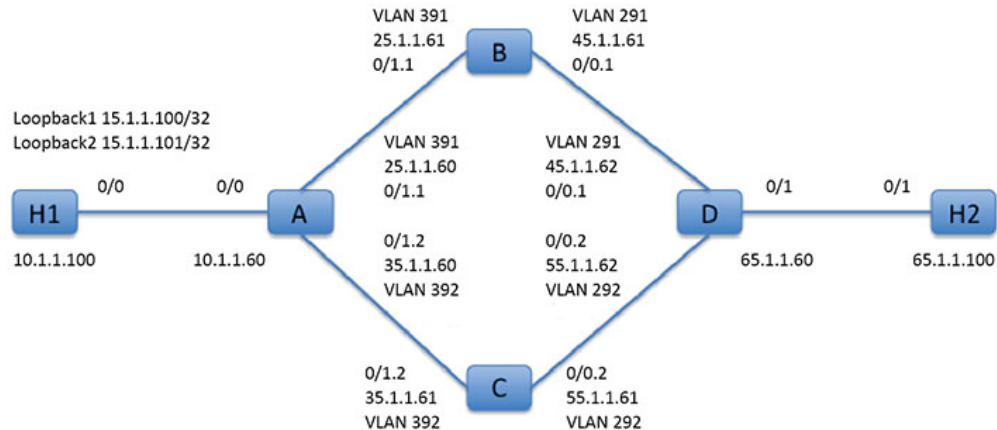 VLAN 391
25.1.1.61
0/1.1
B
VLAN 291
45.1.1.61
0/0.1
Loopback1 15.1.1.100/32
Loopback2 15.1.1.101/32
VLAN 391
25.1.1.60
0/1.1
VLAN 291
45.1.1.62
0/0.1
0/0
0/0
0/1
0/1
H1
A
D
H2
10.1.1.100
10.1.1.60
0/1.2
35.1.1.60
VLAN 392
0/0.2
55.1.1.62
VLAN 292
65.1.1.60
65.1.1.100
0/1.2
35.1.1.61
VLAN 392
C
0/0.2
55.1.1.61
VLAN 292